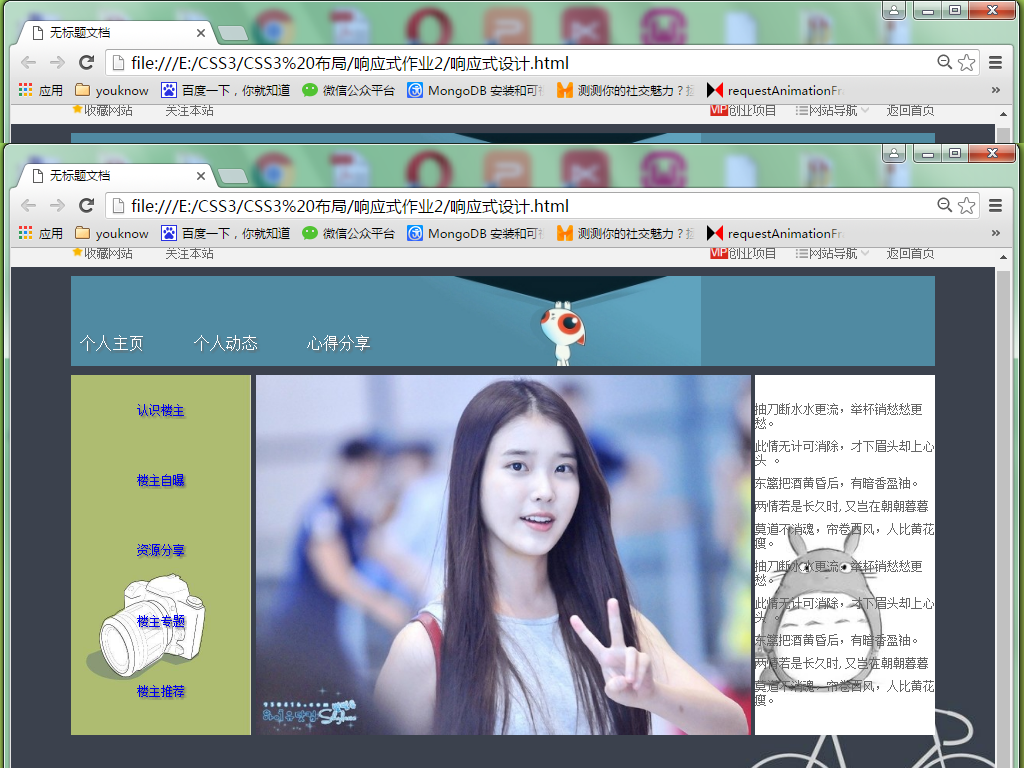 无标题文档
file:///E:/CSS3/CSS3%20布局/响应式作业2/响应式设计.html
应用 youknow 百度一下，你就知道 微信公众平台 MongoDB 安装和可 测测你的社交魅力？ requestAnimationFr
收藏网站 关注本站 VIP创业项目 网站导航 返回首页
无标题文档
file:///E:/CSS3/CSS3%20布局/响应式作业2/响应式设计.html
应用 youknow 百度一下，你就知道 微信公众平台 MongoDB 安装和可 测测你的社交魅力？ requestAnimationFr
收藏网站 关注本站 VIP创业项目 网站导航 返回首页
个人主页 个人动态 心得分享
认识楼主
楼主自曝
资源分享
楼主专题
楼主推荐
抽刀断水水更流，举杯销愁愁更
愁。
此情无计可消除，才下眉头却上心
头 。
东篱把酒黄昏后，有暗香盈袖。
两情若是长久时, 又岂在朝朝暮暮
莫道不消魂，帘卷西风，人比黄花
瘦。
抽刀断水水更流，举杯销愁愁更
愁。
此情无计可消除，才下眉头却上心
头 。
东篱把酒黄昏后，有暗香盈袖。
两情若是长久时, 又岂在朝朝暮暮
莫道不消魂，帘卷西风，人比黄花
瘦。